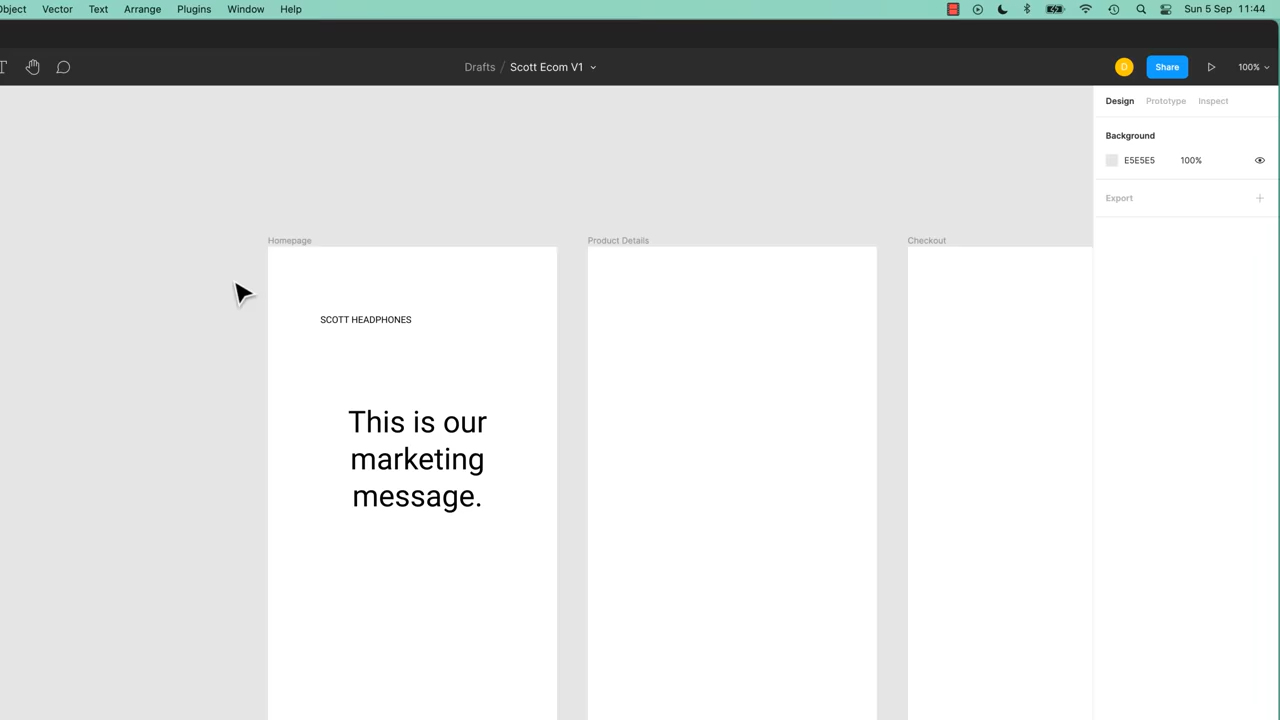 Object Vector Text Arrange Plugins Window Help Sun 5 Sep 11:44
Drafts / Scott Ecom V1 D Share 100%
Design Prototype Inspect
Background
E5E5E5 100%
Export
Homepage Product Details Checkout
SCOTT HEADPHONES
This is our
marketing
message.